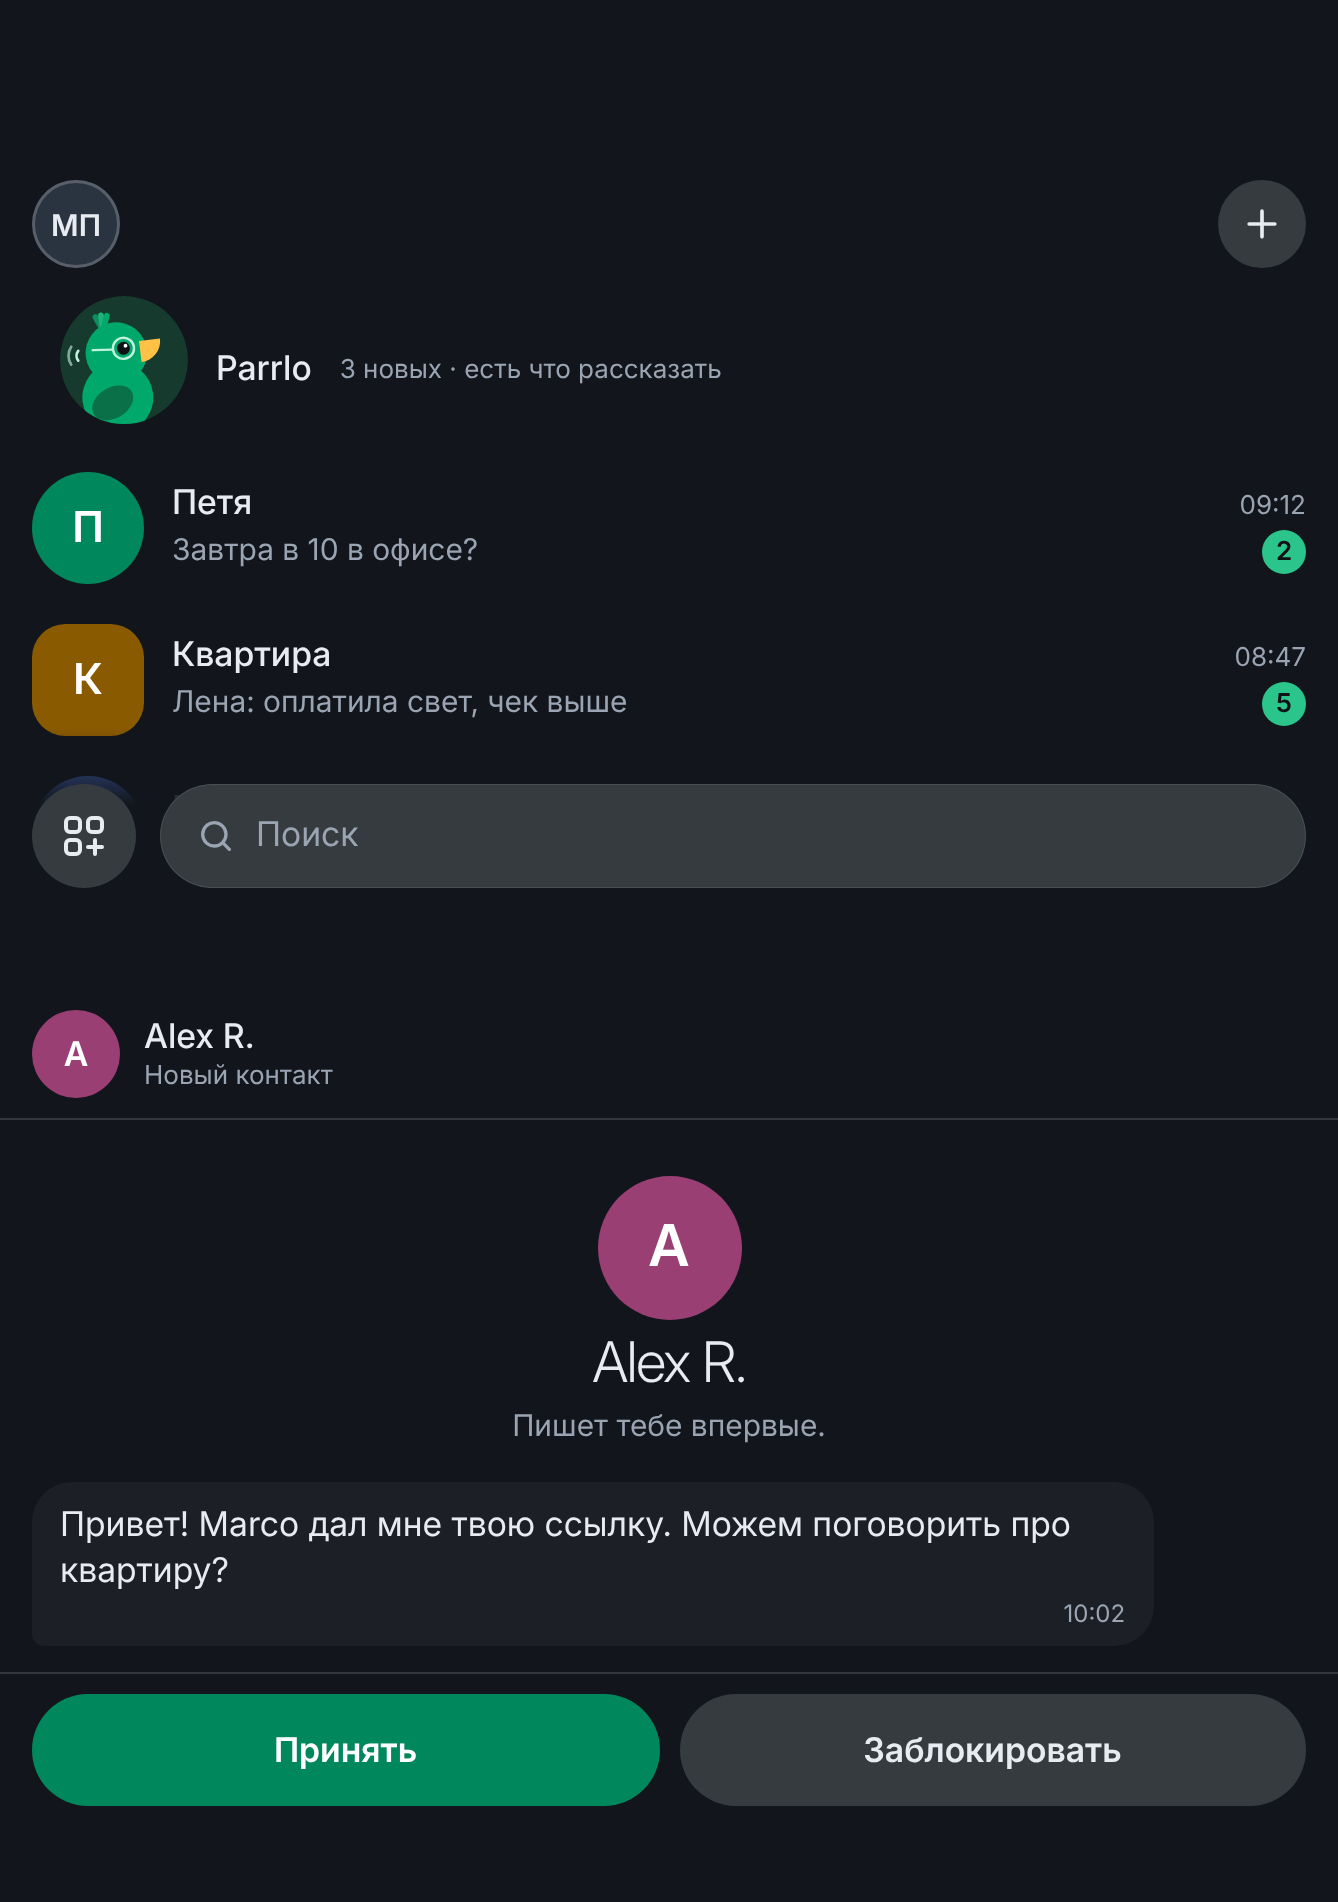 МП
Parrlo 3 новых · есть что рассказать
П
Петя
09:12
Завтра в 10 в офисе?
2
К
Квартира
08:47
Лена: оплатила свет, чек выше
5
Поиск
A
Alex R.
Новый контакт
A
Alex R.
Пишет тебе впервые.
Привет! Marco дал мне твою ссылку. Можем поговорить про
квартиру?
10:02
Принять
Заблокировать